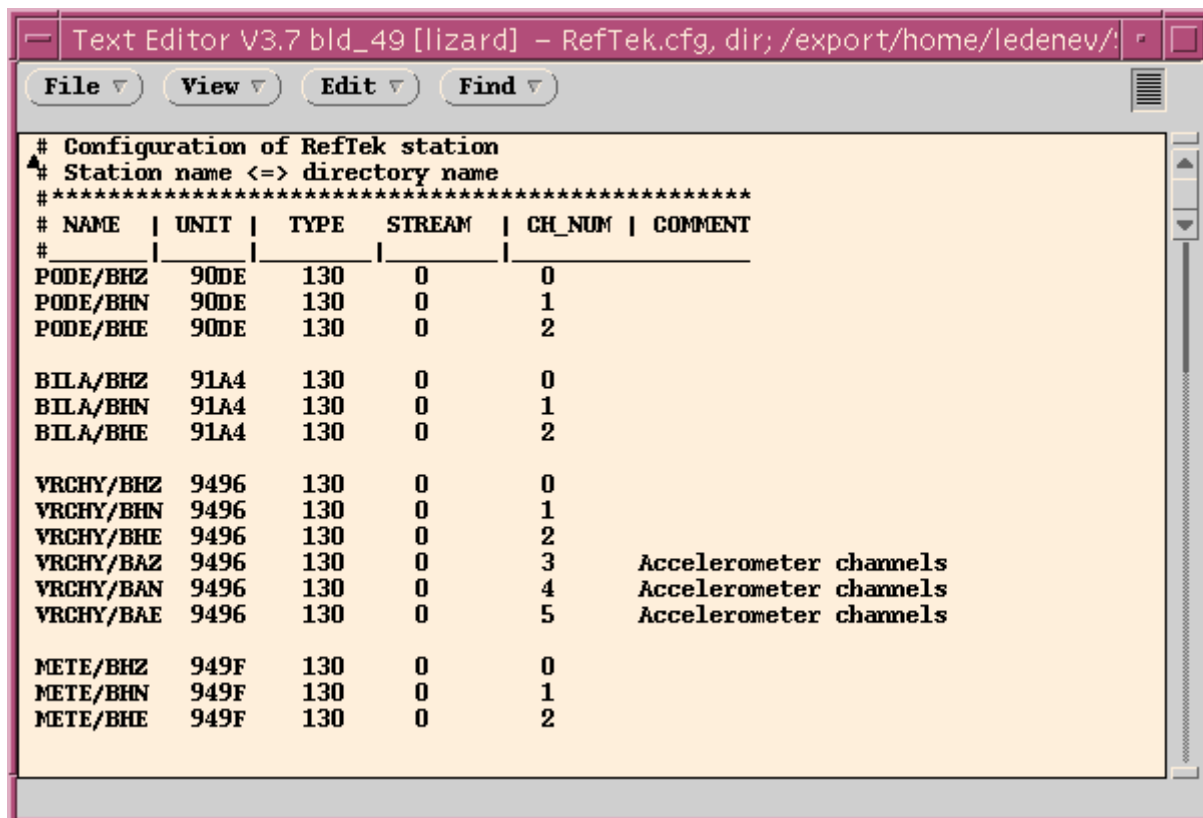 Text Editor V3.7 bld_49 [lizard] – RefTek.cfg, dir; /export/home/ledenev/
File View Edit Find
# Configuration of RefTek station
# Station name <=> directory name
#**************************************************
# NAME | UNIT | TYPE STREAM | CH_NUM | COMMENT
#_______|______|________|________|_________________
PODE/BHZ 90DE 130 0 0
PODE/BHN 90DE 130 0 1
PODE/BHE 90DE 130 0 2
BILA/BHZ 91A4 130 0 0
BILA/BHN 91A4 130 0 1
BILA/BHE 91A4 130 0 2
VRCHY/BHZ 9496 130 0 0
VRCHY/BHN 9496 130 0 1
VRCHY/BHE 9496 130 0 2
VRCHY/BAZ 9496 130 0 3 Accelerometer channels
VRCHY/BAN 9496 130 0 4 Accelerometer channels
VRCHY/BAE 9496 130 0 5 Accelerometer channels
METE/BHZ 949F 130 0 0
METE/BHN 949F 130 0 1
METE/BHE 949F 130 0 2